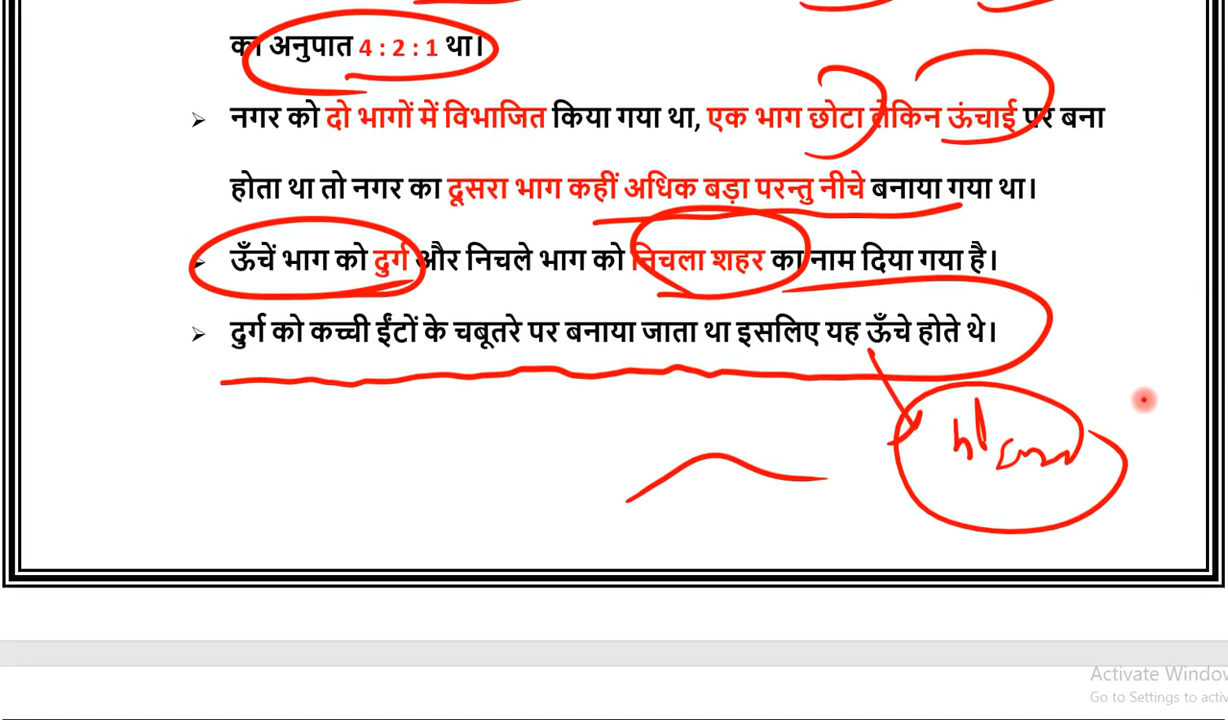 का अनुपात 4 : 2 : 1 था।
➢ नगर को दो भागों में विभाजित किया गया था, एक भाग छोटा लेकिन ऊंचाई पर बना
होता था तो नगर का दूसरा भाग कहीं अधिक बड़ा परन्तु नीचे बनाया गया था।
➢ ऊँचें भाग को दुर्ग और निचले भाग को निचला शहर का नाम दिया गया है।
➢ दुर्ग को कच्ची ईंटों के चबूतरे पर बनाया जाता था इसलिए यह ऊँचे होते थे।
Activate Window
Go to Settings to activ